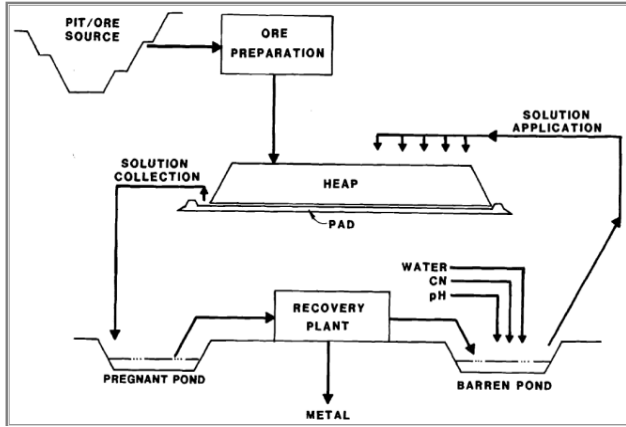 PIT/ORE
SOURCE
ORE
PREPARATION
SOLUTION
APPLICATION
SOLUTION
COLLECTION
HEAP
PAD
WATER
CN
pH
RECOVERY
PLANT
PREGNANT POND
BARREN POND
METAL